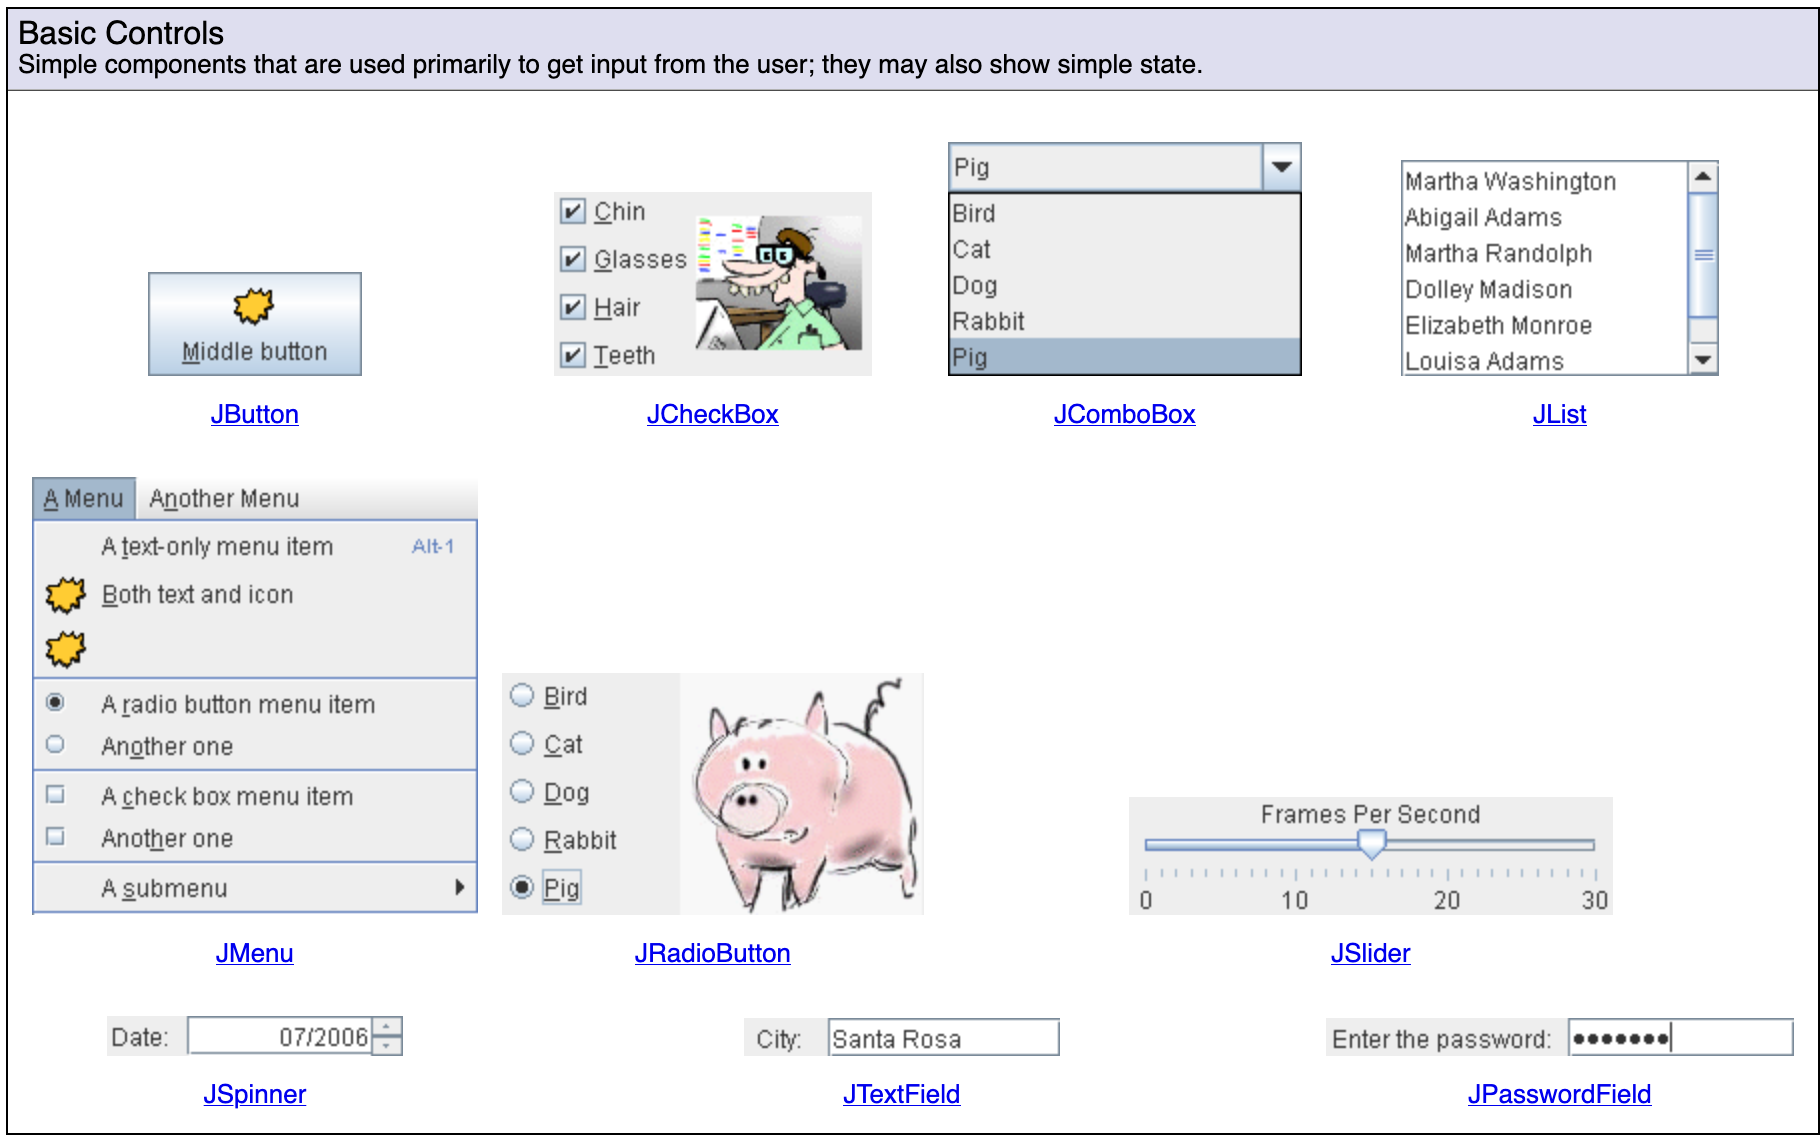 Basic Controls
Simple components that are used primarily to get input from the user; they may also show simple state.
Middle button
JButton
Chin
Glasses
Hair
Teeth
JCheckBox
Pig
Bird
Cat
Dog
Rabbit
Pig
JComboBox
Martha Washington
Abigail Adams
Martha Randolph
Dolley Madison
Elizabeth Monroe
Louisa Adams
JList
A Menu Another Menu
A text-only menu item Alt-1
Both text and icon
A radio button menu item
Another one
A check box menu item
Another one
A submenu
JMenu
Bird
Cat
Dog
Rabbit
Pig
JRadioButton
Frames Per Second
0 10 20 30
JSlider
Date: 07/2006
JSpinner
City: Santa Rosa
JTextField
Enter the password: •••••••
JPasswordField